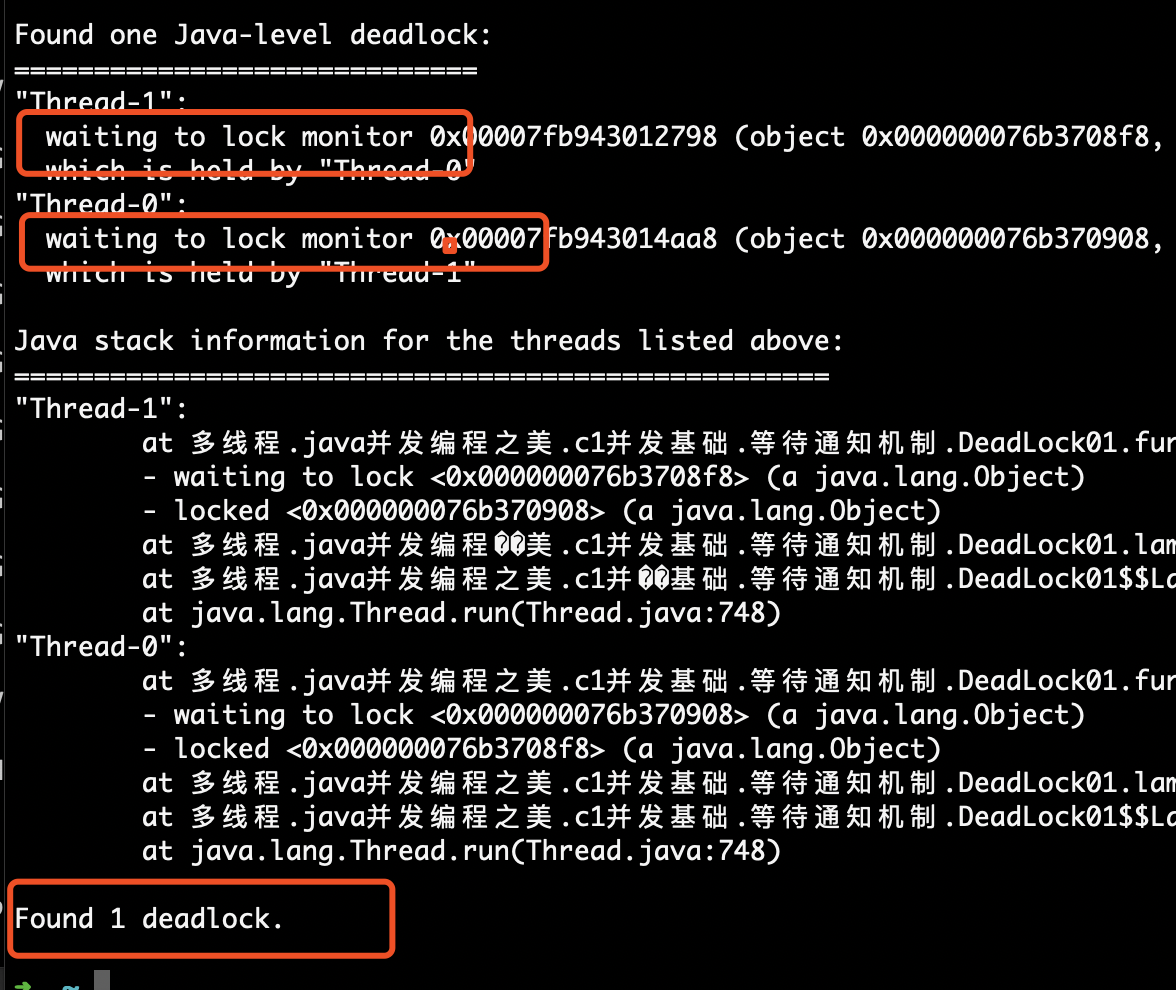 Found one Java-level deadlock:
=============================
"Thread-1":
  waiting to lock monitor 0x00007fb943012798 (object 0x000000076b3708f8,
  which is held by "Thread-0"
"Thread-0":
  waiting to lock monitor 0x00007fb943014aa8 (object 0x000000076b370908,
  which is held by "Thread-1"
Java stack information for the threads listed above:
===================================================
"Thread-1":
        at 多线程.java并发编程之美.c1并发基础.等待通知机制.DeadLock01.fun
        - waiting to lock <0x000000076b3708f8> (a java.lang.Object)
        - locked <0x000000076b370908> (a java.lang.Object)
        at 多线程.java并发编程��美.c1并发基础.等待通知机制.DeadLock01.lam
        at 多线程.java并发编程之美.c1并��基础.等待通知机制.DeadLock01$$La
        at java.lang.Thread.run(Thread.java:748)
"Thread-0":
        at 多线程.java并发编程之美.c1并发基础.等待通知机制.DeadLock01.fun
        - waiting to lock <0x000000076b370908> (a java.lang.Object)
        - locked <0x000000076b3708f8> (a java.lang.Object)
        at 多线程.java并发编程之美.c1并发基础.等待通知机制.DeadLock01.lam
        at 多线程.java并发编程之美.c1并发基础.等待通知机制.DeadLock01$$La
        at java.lang.Thread.run(Thread.java:748)
Found 1 deadlock.
➜  ~